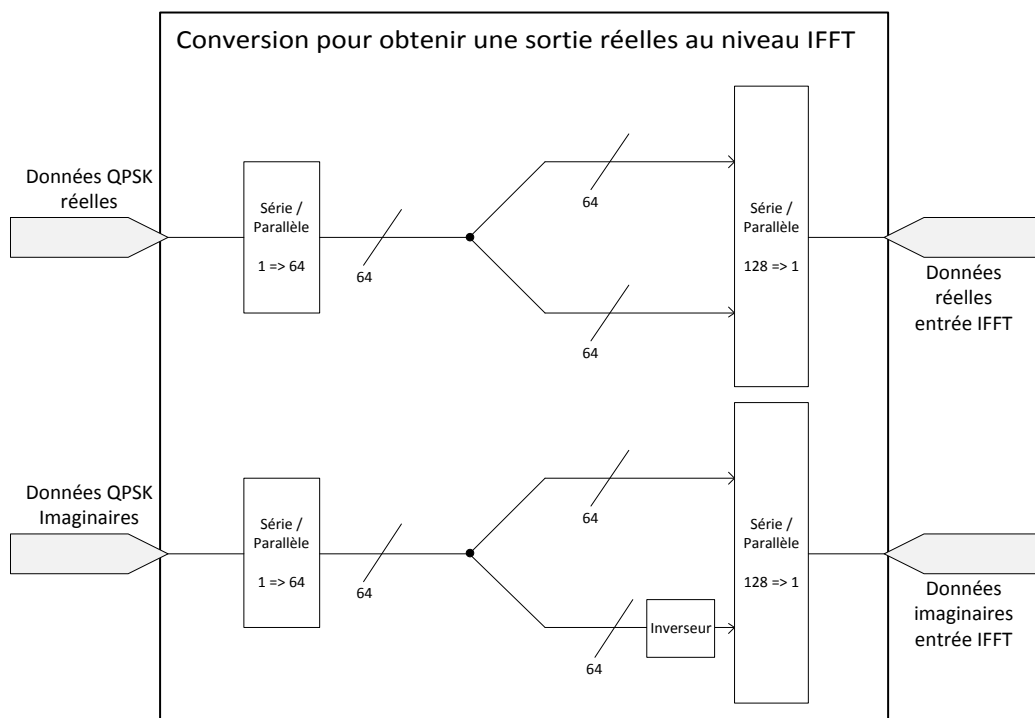 Conversion pour obtenir une sortie réelles au niveau IFFT
Données QPSK
réelles
Série /
Parallèle
1 => 64
64
64
64
Série /
Parallèle
128 => 1
Données
réelles
entrée IFFT
Données QPSK
Imaginaires
Série /
Parallèle
1 => 64
64
64
64
Inverseur
Série /
Parallèle
128 => 1
Données
imaginaires
entrée IFFT